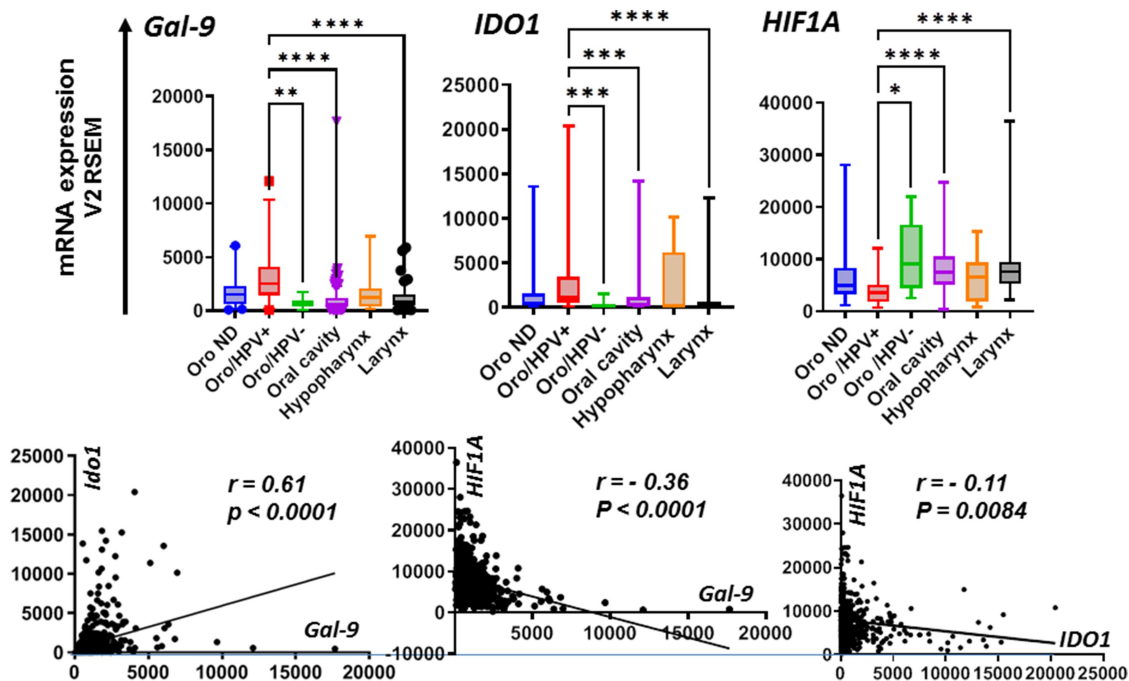 mRNA expression
V2 RSEM
Gal-9
****
****
**
20000
15000
10000
5000
0
Oro ND
Oro/HPV+
Oro/HPV-
Oral cavity
Hypopharynx
Larynx
IDO1
****
***
***
25000
20000
15000
10000
5000
0
Oro ND
Oro/HPV+
Oro/HPV-
Oral cavity
Hypopharynx
Larynx
HIF1A
****
****
*
40000
30000
20000
10000
0
Oro ND
Oro /HPV+
Oro /HPV-
Oral cavity
Hypopharynx
Larynx
Ido1
25000
20000
15000
10000
5000
0
r = 0.61
p < 0.0001
Gal-9
0 5000 10000 15000 20000
HIF1A
40000
30000
20000
10000
0
-10000
r = - 0.36
P < 0.0001
Gal-9
5000 10000 15000 20000
HIF1A
40000
30000
20000
10000
0
r = - 0.11
P = 0.0084
IDO1
0 5000 10000 15000 20000 25000